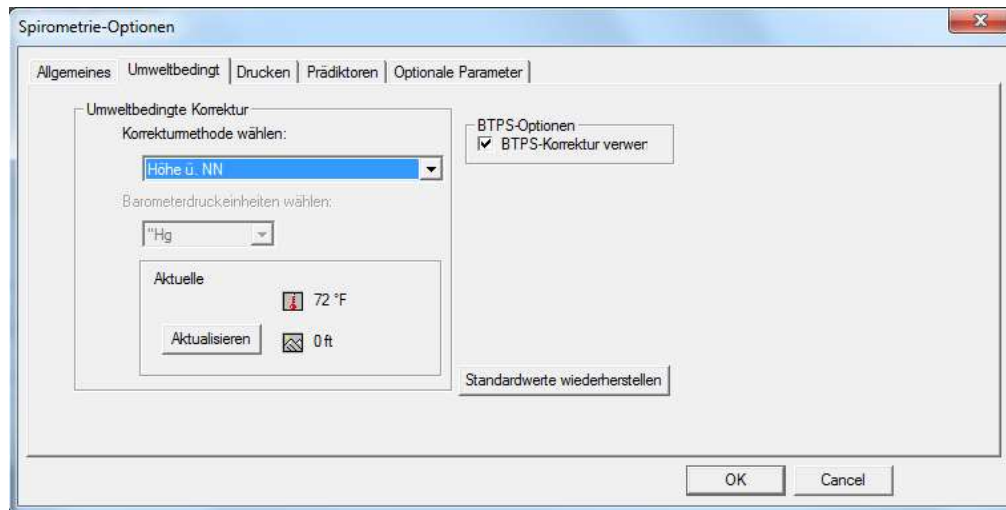 Spirometrie-Optionen
Allgemeines Umweltbedingt Drucken Prädiktoren Optionale Parameter
Umweltbedingte Korrektur
Korrekturmethode wählen:
Höhe ü. NN
Barometerdruckeinheiten wählen:
"Hg
Aktuelle
72 °F
Aktualisieren
0 ft
BTPS-Optionen
BTPS-Korrektur verwer
Standardwerte wiederherstellen
OK Cancel